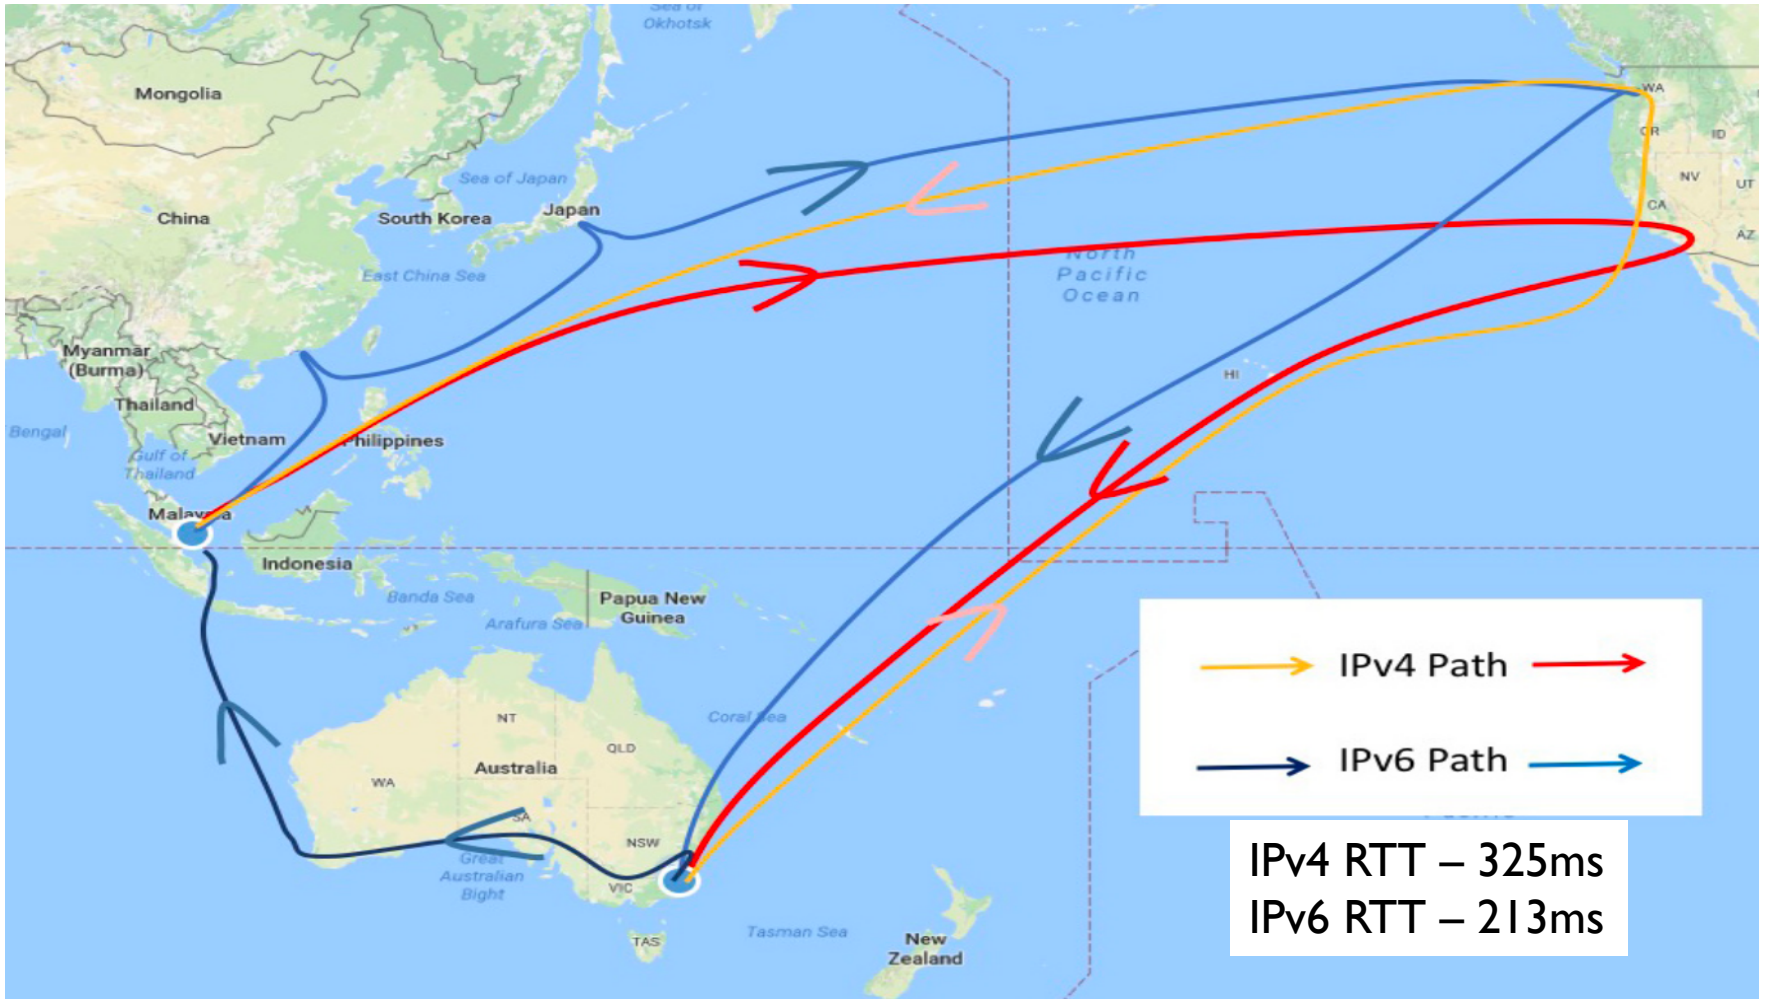 Sea of
Okhotsk
Mongolia
WA
OR
ID
Sea of Japan
NV
UT
China
South Korea
Japan
CA
AZ
East China Sea
North
Pacific
Ocean
Myanmar
(Burma)
HI
Thailand
Bengal
Vietnam
Philippines
Gulf of
Thailand
Malaysia
Indonesia
Banda Sea
Papua New
Guinea
Arafura Sea
IPv4 Path
NT
Coral Sea
QLD
Australia
WA
IPv6 Path
SA
NSW
Great
Australian
Bight
VIC
IPv4 RTT – 325ms
IPv6 RTT – 213ms
TAS
Tasman Sea
New
Zealand